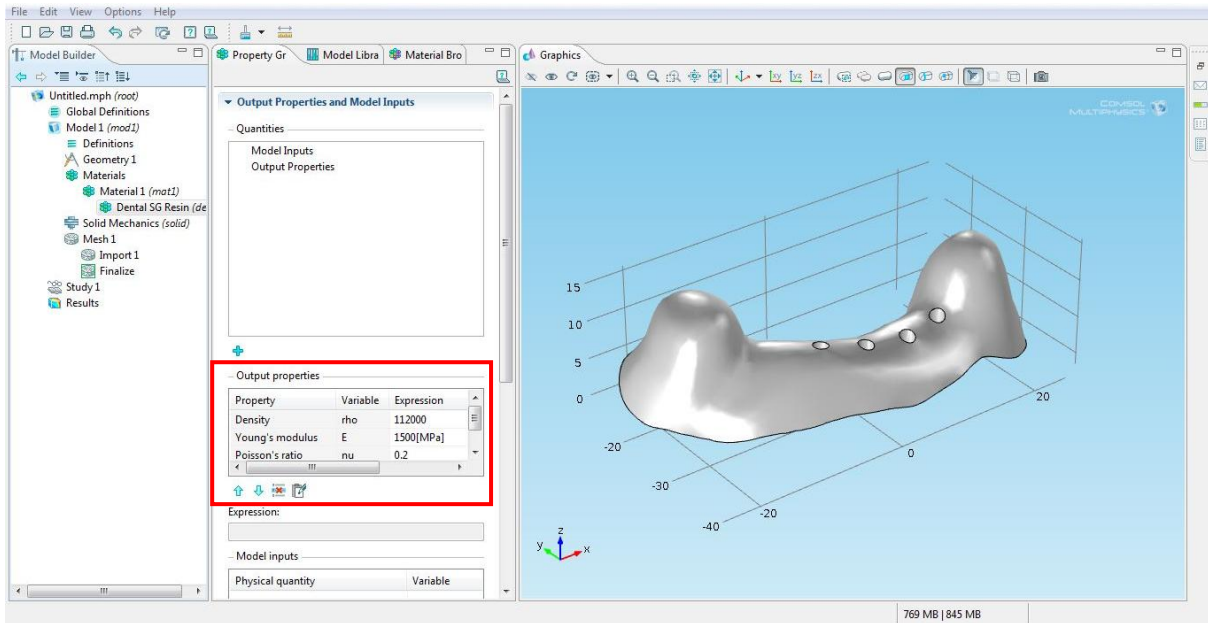 File Edit View Options Help
Model Builder
Untitled.mph (root)
Global Definitions
Model 1 (mod1)
Definitions
Geometry 1
Materials
Material 1 (mat1)
Dental SG Resin (de
Solid Mechanics (solid)
Mesh 1
Import 1
Finalize
Study 1
Results
Property Gr
Model Libra
Material Bro
Output Properties and Model Inputs
Quantities
Model Inputs
Output Properties
Output properties
Property Variable Expression
Density rho 112000
Young's modulus E 1500[MPa]
Poisson's ratio nu 0.2
Expression:
Model inputs
Physical quantity Variable
Graphics
xy yz zx
COMSOL
MULTIPHYSICS
15
10
5
0
-20
-30
-40
-20
0
20
z
y
x
769 MB | 845 MB